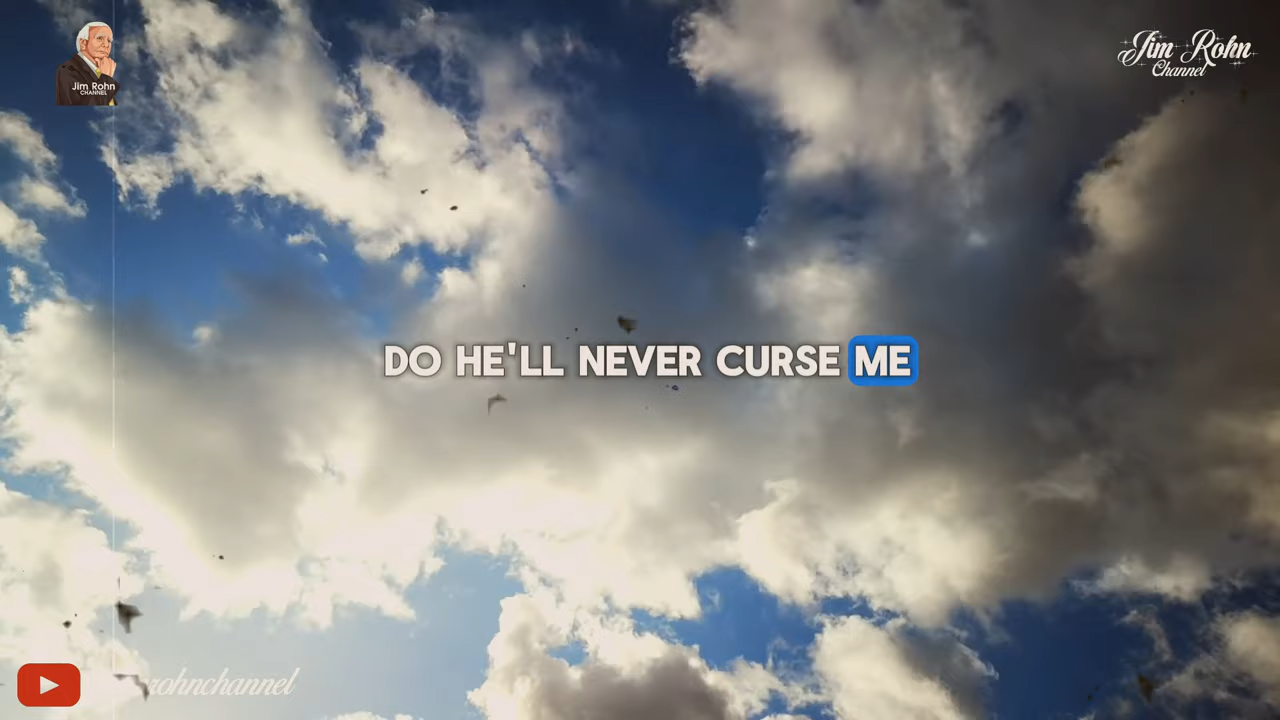 Jim Rohn
CHANNEL
Jim Rohn
Channel
DO HE'LL NEVER CURSE ME
rohnchannel